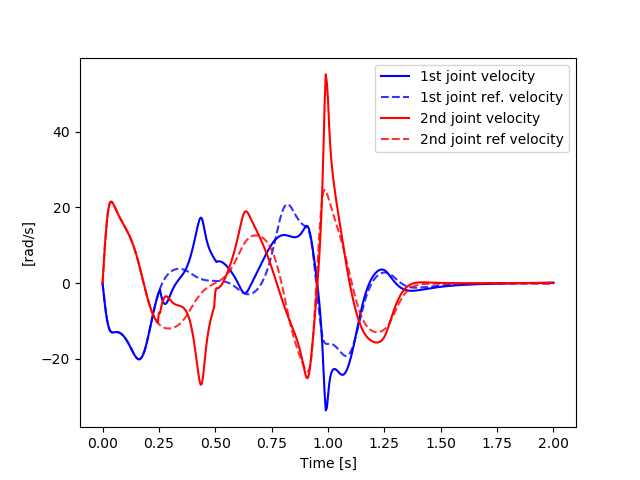 1st joint velocity
1st joint ref. velocity
2nd joint velocity
2nd joint ref velocity
40
20
0
−20
[rad/s]
0.00 0.25 0.50 0.75 1.00 1.25 1.50 1.75 2.00
Time [s]